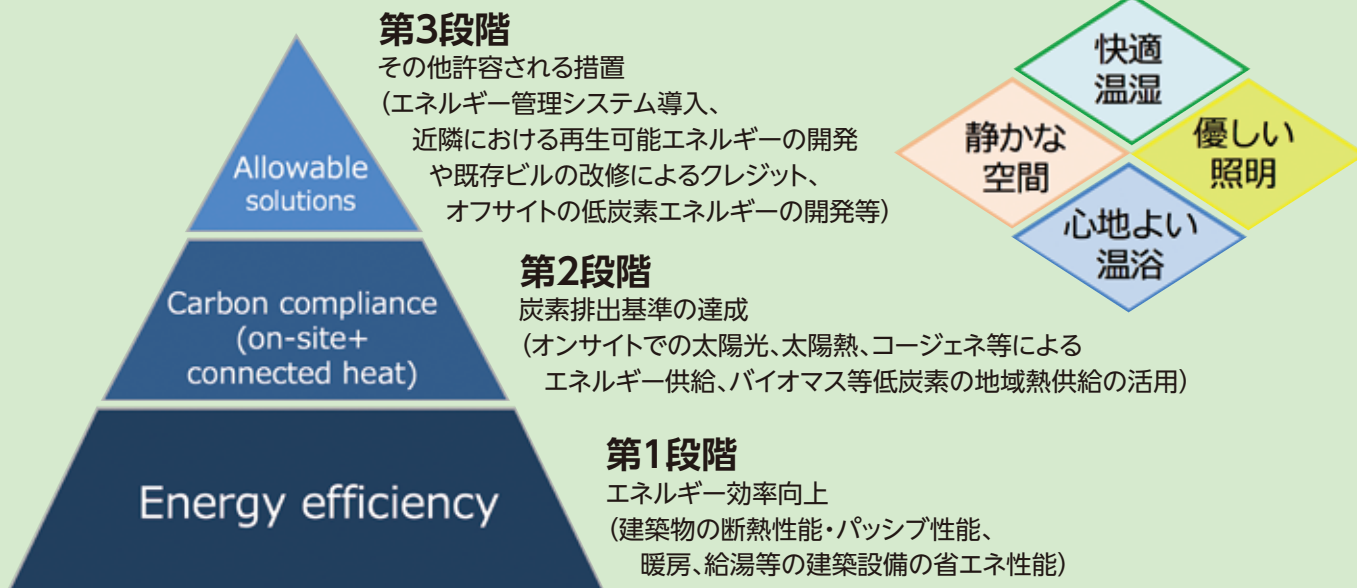 第3段階
その他許容される措置
（エネルギー管理システム導入、
近隣における再生可能エネルギーの開発
や既存ビルの改修によるクレジット、
オフサイトの低炭素エネルギーの開発等）
Allowable
solutions
快適
温湿
静かな
空間
優しい
照明
心地よい
温浴
第2段階
炭素排出基準の達成
（オンサイトでの太陽光、太陽熱、コージェネ等による
エネルギー供給、バイオマス等低炭素の地域熱供給の活用）
Carbon compliance
(on-site+
connected heat)
第1段階
エネルギー効率向上
（建築物の断熱性能・パッシブ性能、
暖房、給湯等の建築設備の省エネ性能）
Energy efficiency